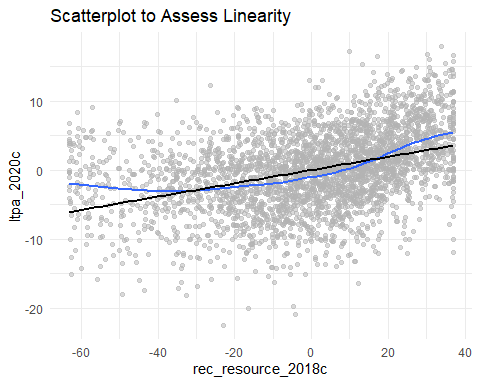 Scatterplot to Assess Linearity
10
0
-10
-20
ltpa_2020c
-60 -40 -20 0 20 40
rec_resource_2018c